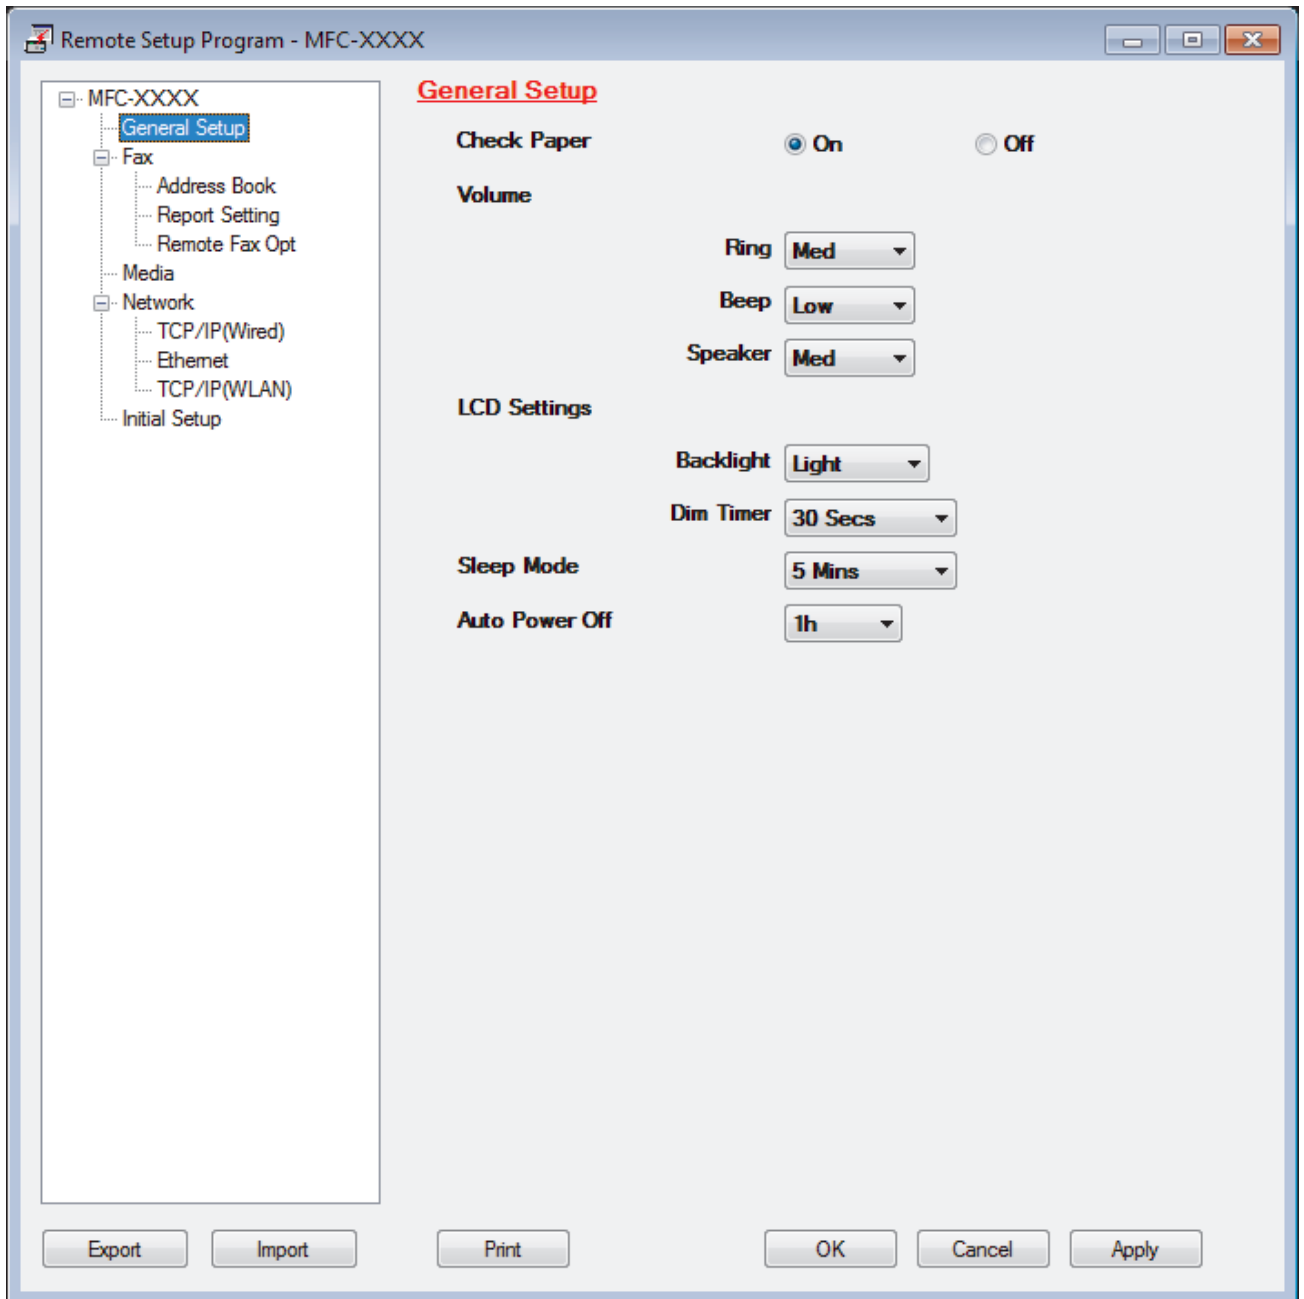 Remote Setup Program - MFC-XXXX
MFC-XXXX
General Setup
Fax
Address Book
Report Setting
Remote Fax Opt
Media
Network
TCP/IP(Wired)
Ethernet
TCP/IP(WLAN)
Initial Setup
General Setup
Check Paper On Off
Volume
Ring Med
Beep Low
Speaker Med
LCD Settings
Backlight Light
Dim Timer 30 Secs
Sleep Mode 5 Mins
Auto Power Off 1h
Export Import Print OK Cancel Apply